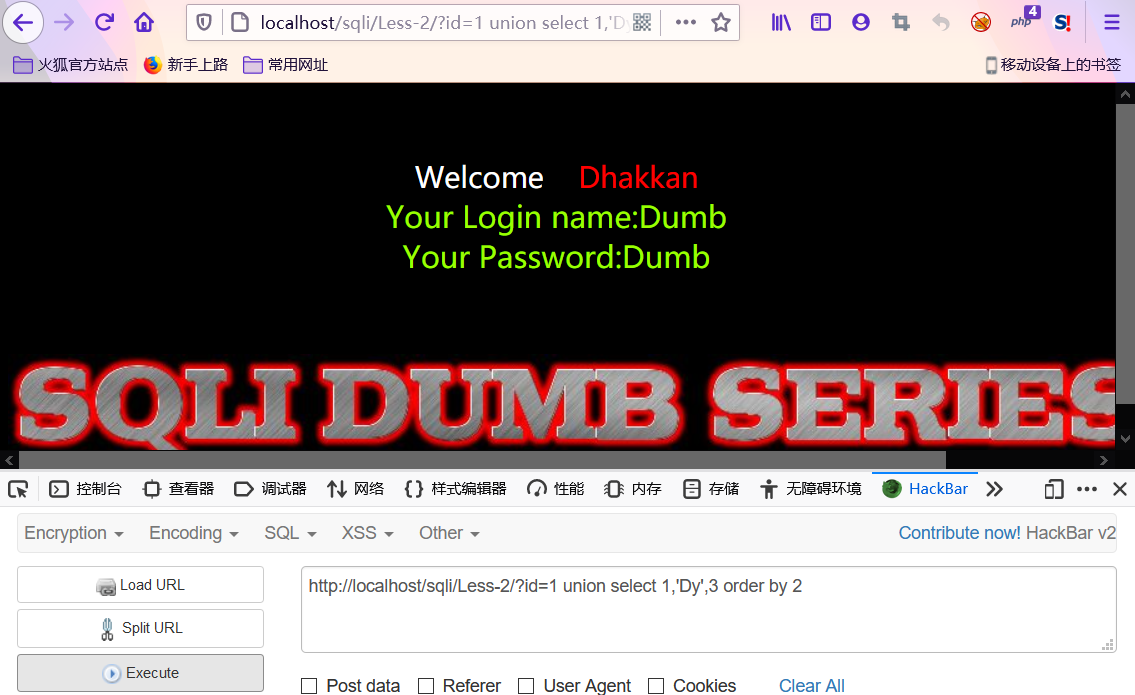 localhost/sqli/Less-2/?id=1 union select 1,'Dy
php 4 S!
火狐官方站点 新手上路 常用网址 移动设备上的书签
Welcome Dhakkan
Your Login name:Dumb
Your Password:Dumb
SQLI DUMB SERIES
控制台 查看器 调试器 网络 {} 样式编辑器 性能 内存 存储 无障碍环境 HackBar
Encryption Encoding SQL XSS Other Contribute now! HackBar v2
Load URL
http://localhost/sqli/Less-2/?id=1 union select 1,'Dy',3 order by 2
Split URL
Execute
Post data Referer User Agent Cookies Clear All